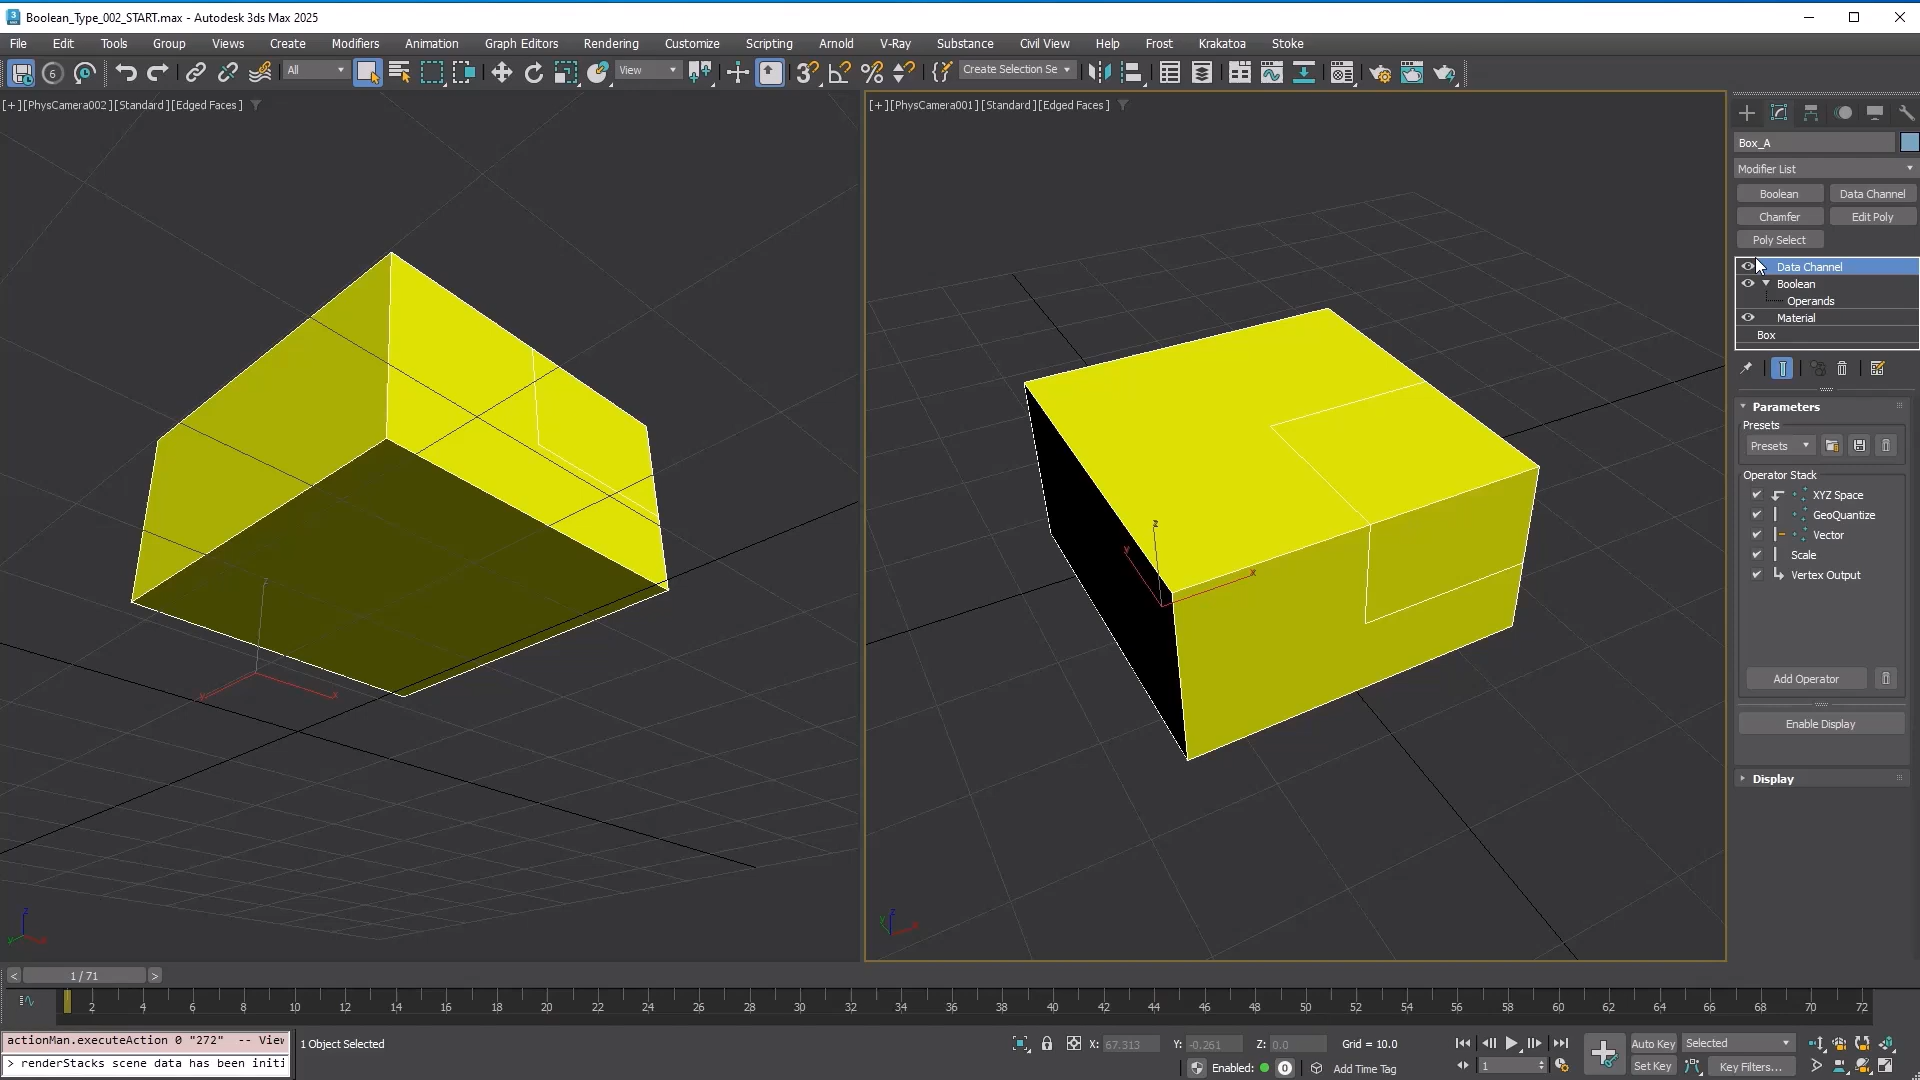 Boolean_Type_002_START.max - Autodesk 3ds Max 2025
File Edit Tools Group Views Create Modifiers Animation Graph Editors Rendering Customize Scripting Arnold V-Ray Substance Civil View Help Frost Krakatoa Stoke
6 All View Create Selection Se
[+][PhysCamera002][Standard][Edged Faces]
[+][PhysCamera001][Standard][Edged Faces]
Box_A
Modifier List
Boolean Data Channel
Chamfer Edit Poly
Poly Select
Data Channel
Boolean
Operands
Material
Box
Parameters
Presets
Presets
Operator Stack
XYZ Space
GeoQuantize
Vector
Scale
Vertex Output
Add Operator
Enable Display
Display
z
y
x
z
x
z
y
z
y
< 1 / 71 >
2 4 6 8 10 12 14 16 18 20 22 24 26 28 30 32 34 36 38 40 42 44 46 48 50 52 54 56 58 60 62 64 66 68 70 72
actionMan.executeAction 0 "272" -- View
1 Object Selected
X: 67.313 Y: -0.261 Z: 0.0 Grid = 10.0
Auto Key Selected
> renderStacks scene data has been initi
Enabled: 0 Add Time Tag
1
Set Key Key Filters...